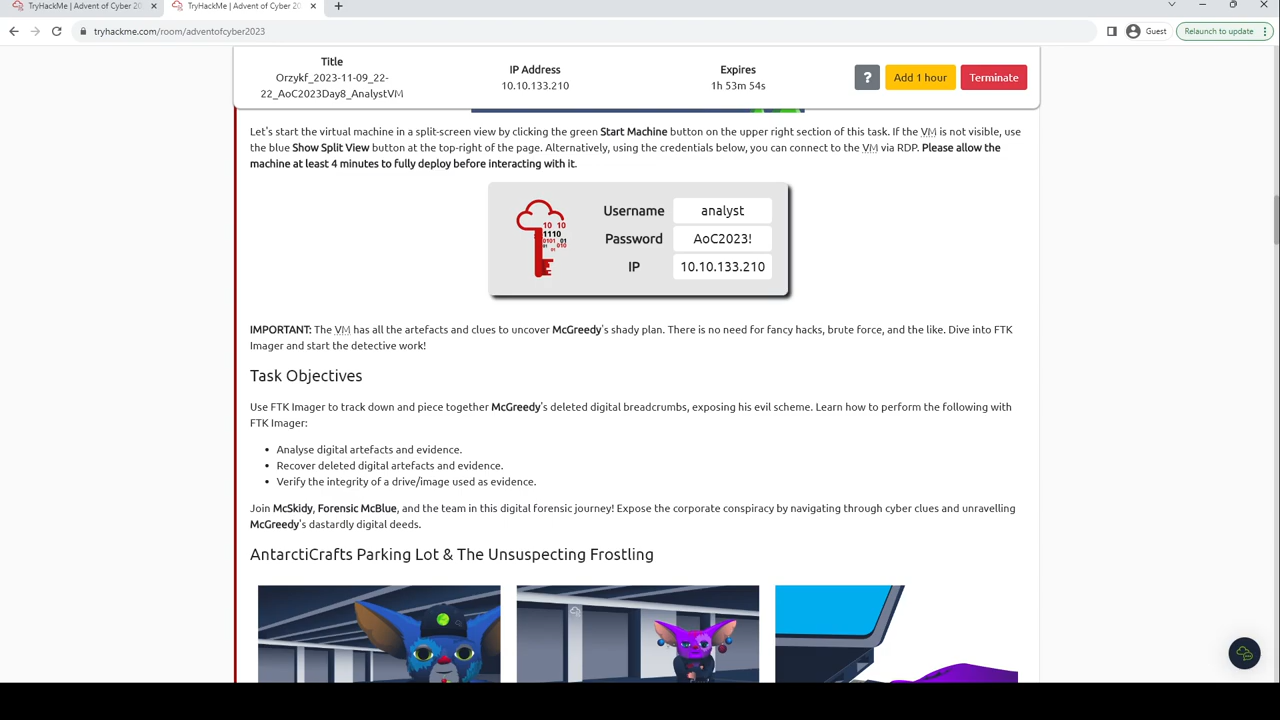 TryHackMe | Advent of Cyber 20
TryHackMe | Advent of Cyber 20
tryhackme.com/room/adventofcyber2023
Guest
Relaunch to update
Title
Orzykf_2023-11-09_22-
22_AoC2023Day8_AnalystVM
IP Address
10.10.133.210
Expires
1h 53m 54s
?
Add 1 hour
Terminate
Let's start the virtual machine in a split-screen view by clicking the green Start Machine button on the upper right section of this task. If the VM is not visible, use
the blue Show Split View button at the top-right of the page. Alternatively, using the credentials below, you can connect to the VM via RDP. Please allow the
machine at least 4 minutes to fully deploy before interacting with it.
10 10
1110
0101 01
01 010
01
Username analyst
Password AoC2023!
IP 10.10.133.210
IMPORTANT: The VM has all the artefacts and clues to uncover McGreedy's shady plan. There is no need for fancy hacks, brute force, and the like. Dive into FTK
Imager and start the detective work!
Task Objectives
Use FTK Imager to track down and piece together McGreedy's deleted digital breadcrumbs, exposing his evil scheme. Learn how to perform the following with
FTK Imager:
• Analyse digital artefacts and evidence.
• Recover deleted digital artefacts and evidence.
• Verify the integrity of a drive/image used as evidence.
Join McSkidy, Forensic McBlue, and the team in this digital forensic journey! Expose the corporate conspiracy by navigating through cyber clues and unravelling
McGreedy's dastardly digital deeds.
AntarctiCrafts Parking Lot & The Unsuspecting Frostling